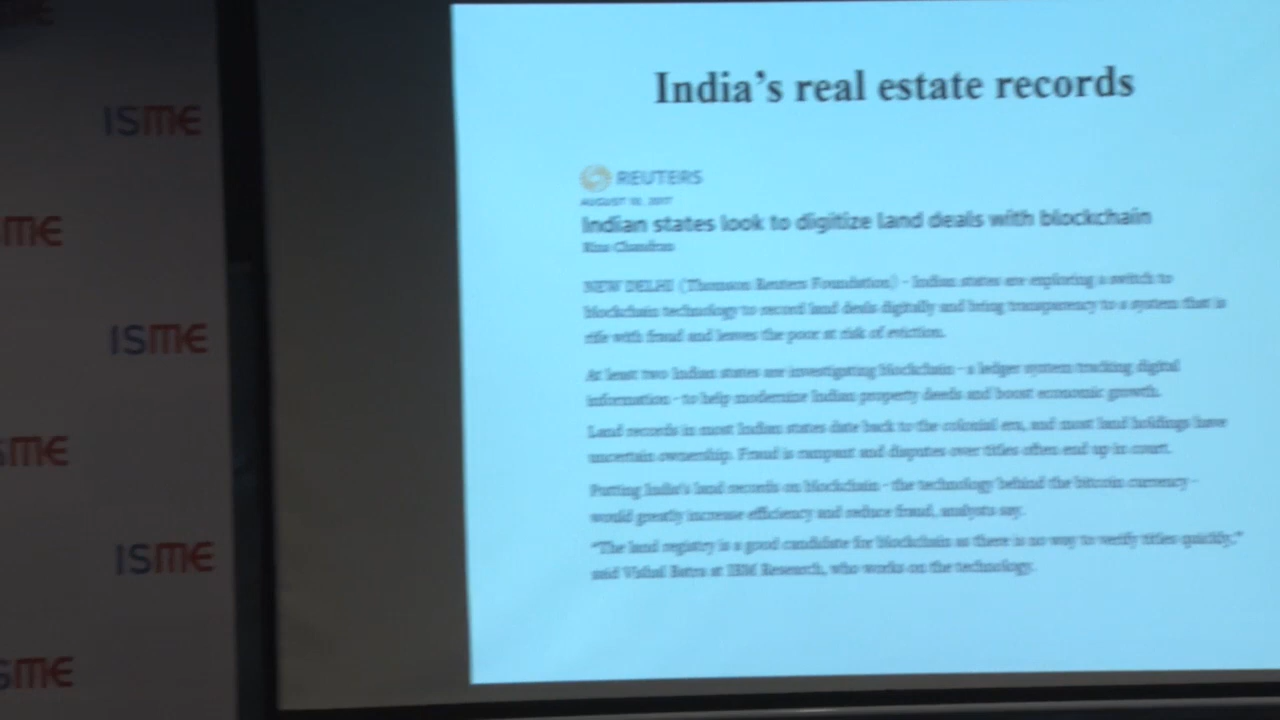 ISME
ME
ISME
SME
ISME
SME
India's real estate records
REUTERS
AUGUST 10, 2017
Indian states look to digitize land deals with blockchain
Rina Chandran
NEW DELHI (Thomson Reuters Foundation) - Indian states are exploring a switch to
blockchain technology to record land deals digitally and bring transparency to a system that is
rife with fraud and leaves the poor at risk of eviction.
At least two Indian states are investigating blockchain - a ledger system tracking digital
information - to help modernize Indian property deeds and boost economic growth.
Land records in most Indian states date back to the colonial era, and most land holdings have
uncertain ownership. Fraud is rampant and disputes over titles often end up in court.
Putting India's land records on blockchain - the technology behind the bitcoin currency -
would greatly increase efficiency and reduce fraud, analysts say.
"The land registry is a good candidate for blockchain as there is no way to verify titles quickly,"
said Vishal Batra at IBM Research, who works on the technology.